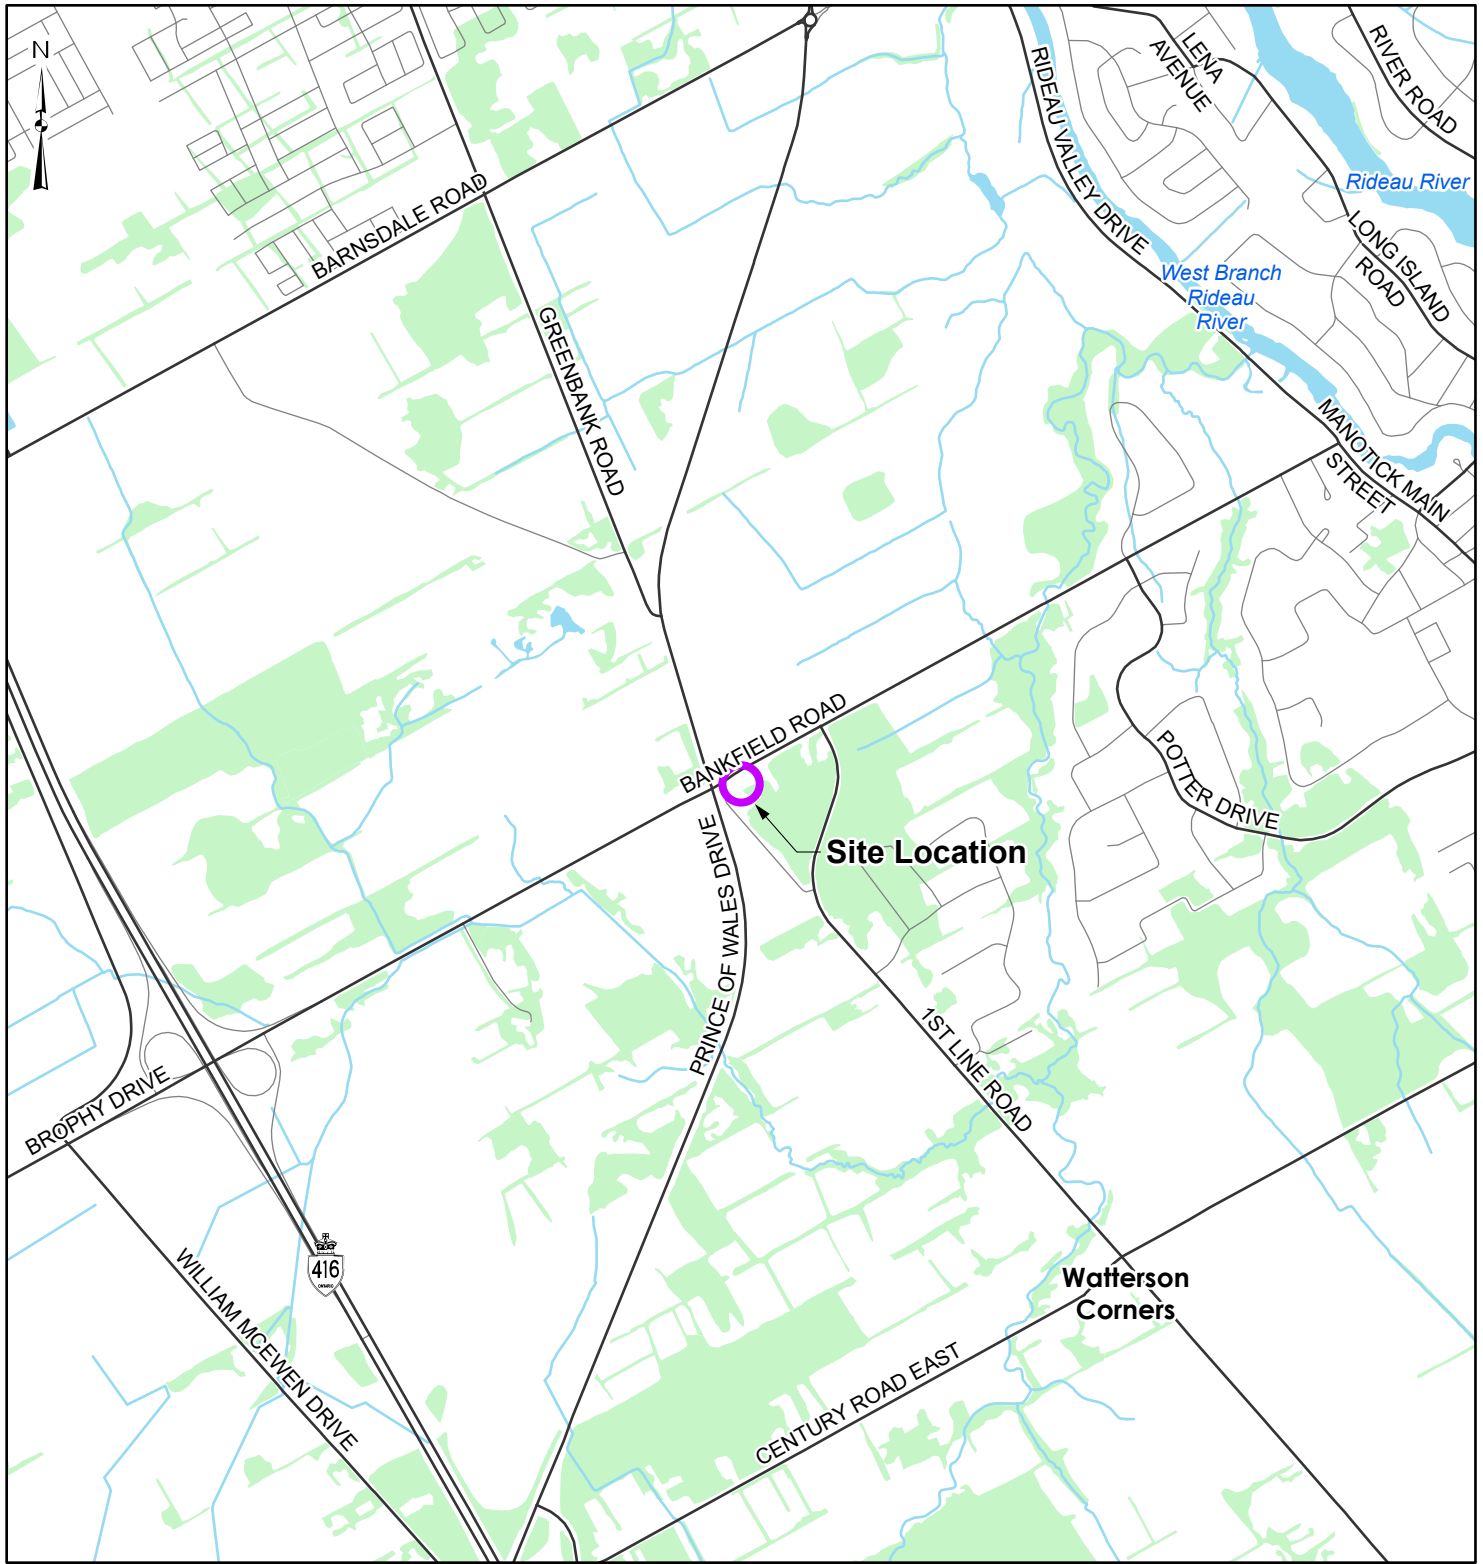 N
LENA
AVENUE
RIVER ROAD
RIDEAU VALLEY DRIVE
Rideau River
BARNSDALE ROAD
LONG ISLAND
ROAD
West Branch
Rideau
River
GREENBANK ROAD
MANOTICK MAIN
STREET
BANKFIELD ROAD
POTTER DRIVE
Site Location
PRINCE OF WALES DRIVE
1ST LINE ROAD
BROPHY DRIVE
416
ONTARIO
WILLIAM MCEWEN DRIVE
Watterson
Corners
CENTURY ROAD EAST